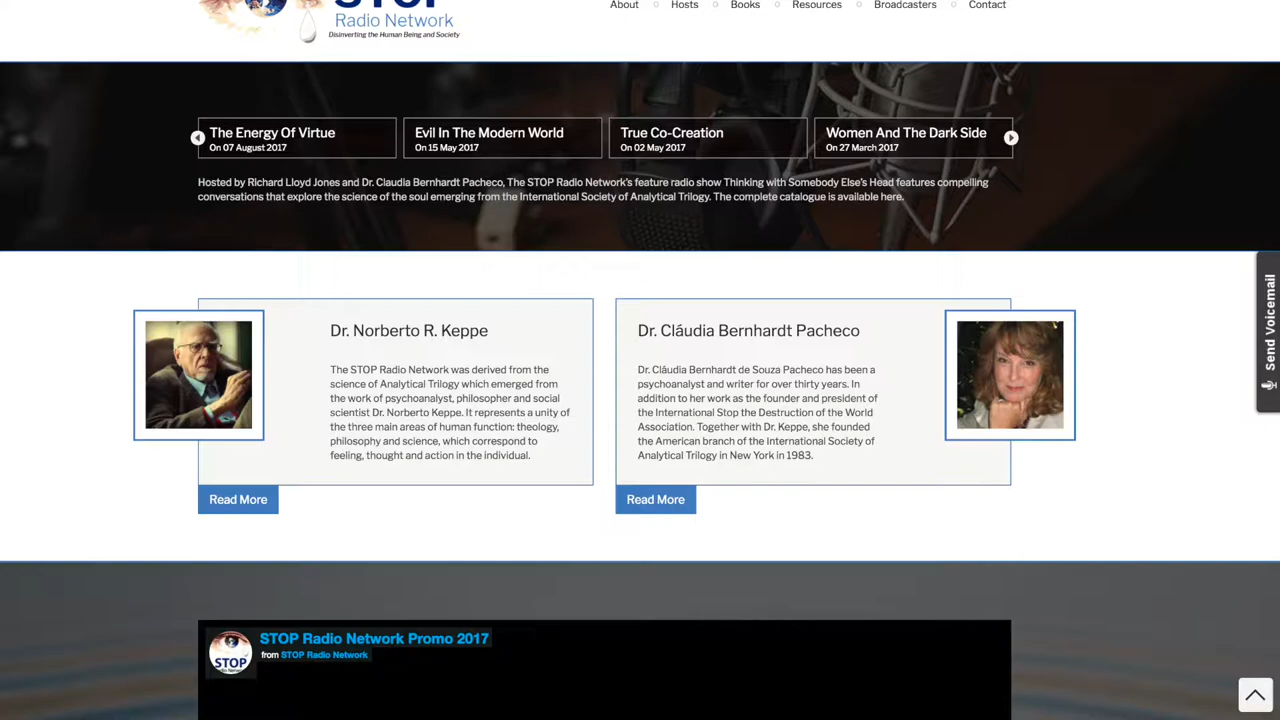 STOP
Radio Network
Disinverting the Human Being and Society
About
Hosts
Books
Resources
Broadcasters
Contact
The Energy Of Virtue
On 07 August 2017
Evil In The Modern World
On 15 May 2017
True Co-Creation
On 02 May 2017
Women And The Dark Side
On 27 March 2017
Hosted by Richard Lloyd Jones and Dr. Claudia Bernhardt Pacheco, The STOP Radio Network's feature radio show Thinking with Somebody Else's Head features compelling
conversations that explore the science of the soul emerging from the International Society of Analytical Trilogy. The complete catalogue is available here.
Send Voicemail
Dr. Norberto R. Keppe
The STOP Radio Network was derived from the
science of Analytical Trilogy which emerged from
the work of psychoanalyst, philosopher and social
scientist Dr. Norberto Keppe. It represents a unity of
the three main areas of human function: theology,
philosophy and science, which correspond to
feeling, thought and action in the individual.
Read More
Dr. Cláudia Bernhardt Pacheco
Dr. Cláudia Bernhardt de Souza Pacheco has been a
psychoanalyst and writer for over thirty years. In
addition to her work as the founder and president of
the International Stop the Destruction of the World
Association. Together with Dr. Keppe, she founded
the American branch of the International Society of
Analytical Trilogy in New York in 1983.
Read More
STOP
STOP Radio Network Promo 2017
from STOP Radio Network